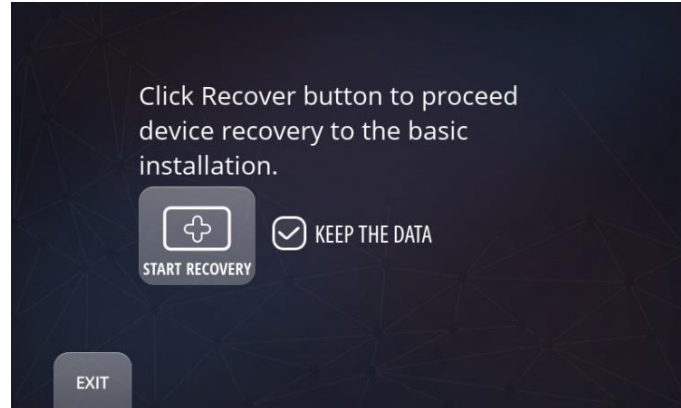 Click Recover button to proceed
device recovery to the basic
installation.
START RECOVERY
KEEP THE DATA
EXIT